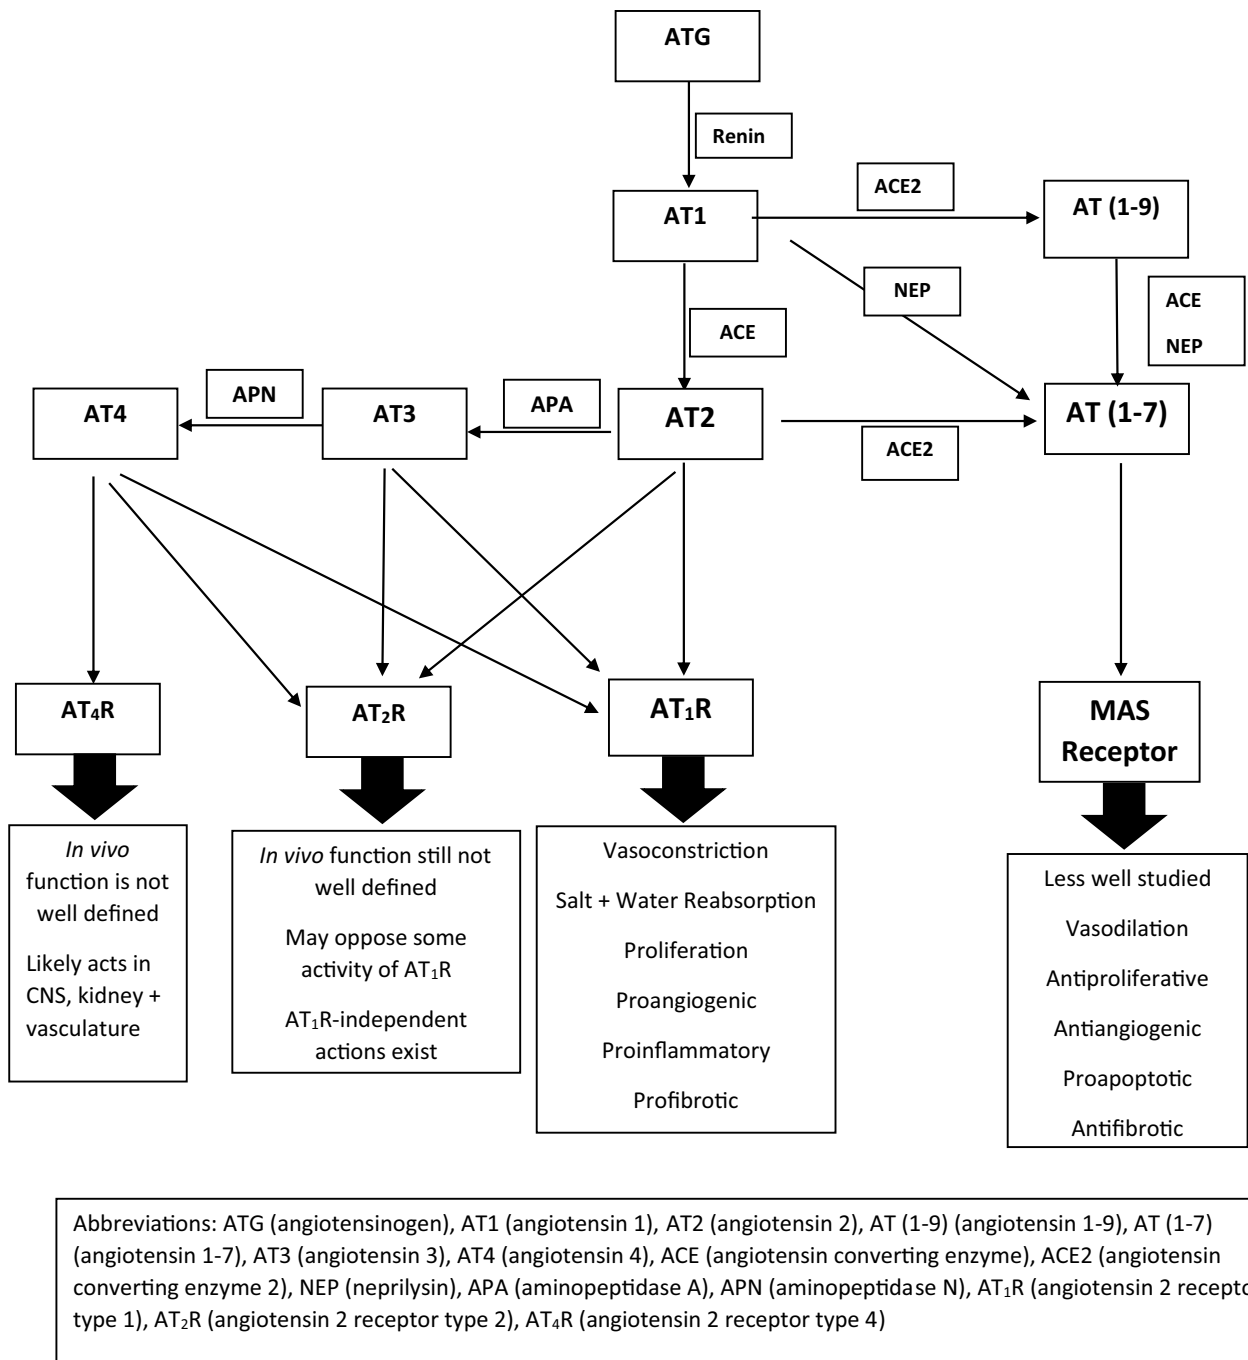 ATG
Renin
AT1
ACE2
AT (1-9)
NEP
ACE
NEP
ACE
AT4
APN
AT3
APA
AT2
ACE2
AT (1-7)
AT₄R
AT₂R
AT₁R
MAS
Receptor
In vivo
function is not
well defined
Likely acts in
CNS, kidney +
vasculature
In vivo function still not
well defined
May oppose some
activity of AT₁R
AT₁R-independent
actions exist
Vasoconstriction
Salt + Water Reabsorption
Proliferation
Proangiogenic
Proinflammatory
Profibrotic
Less well studied
Vasodilation
Antiproliferative
Antiangiogenic
Proapoptotic
Antifibrotic
Abbreviations: ATG (angiotensinogen), AT1 (angiotensin 1), AT2 (angiotensin 2), AT (1-9) (angiotensin 1-9), AT (1-7)
(angiotensin 1-7), AT3 (angiotensin 3), AT4 (angiotensin 4), ACE (angiotensin converting enzyme), ACE2 (angiotensin
converting enzyme 2), NEP (neprilysin), APA (aminopeptidase A), APN (aminopeptidase N), AT₁R (angiotensin 2 recepto
type 1), AT₂R (angiotensin 2 receptor type 2), AT₄R (angiotensin 2 receptor type 4)